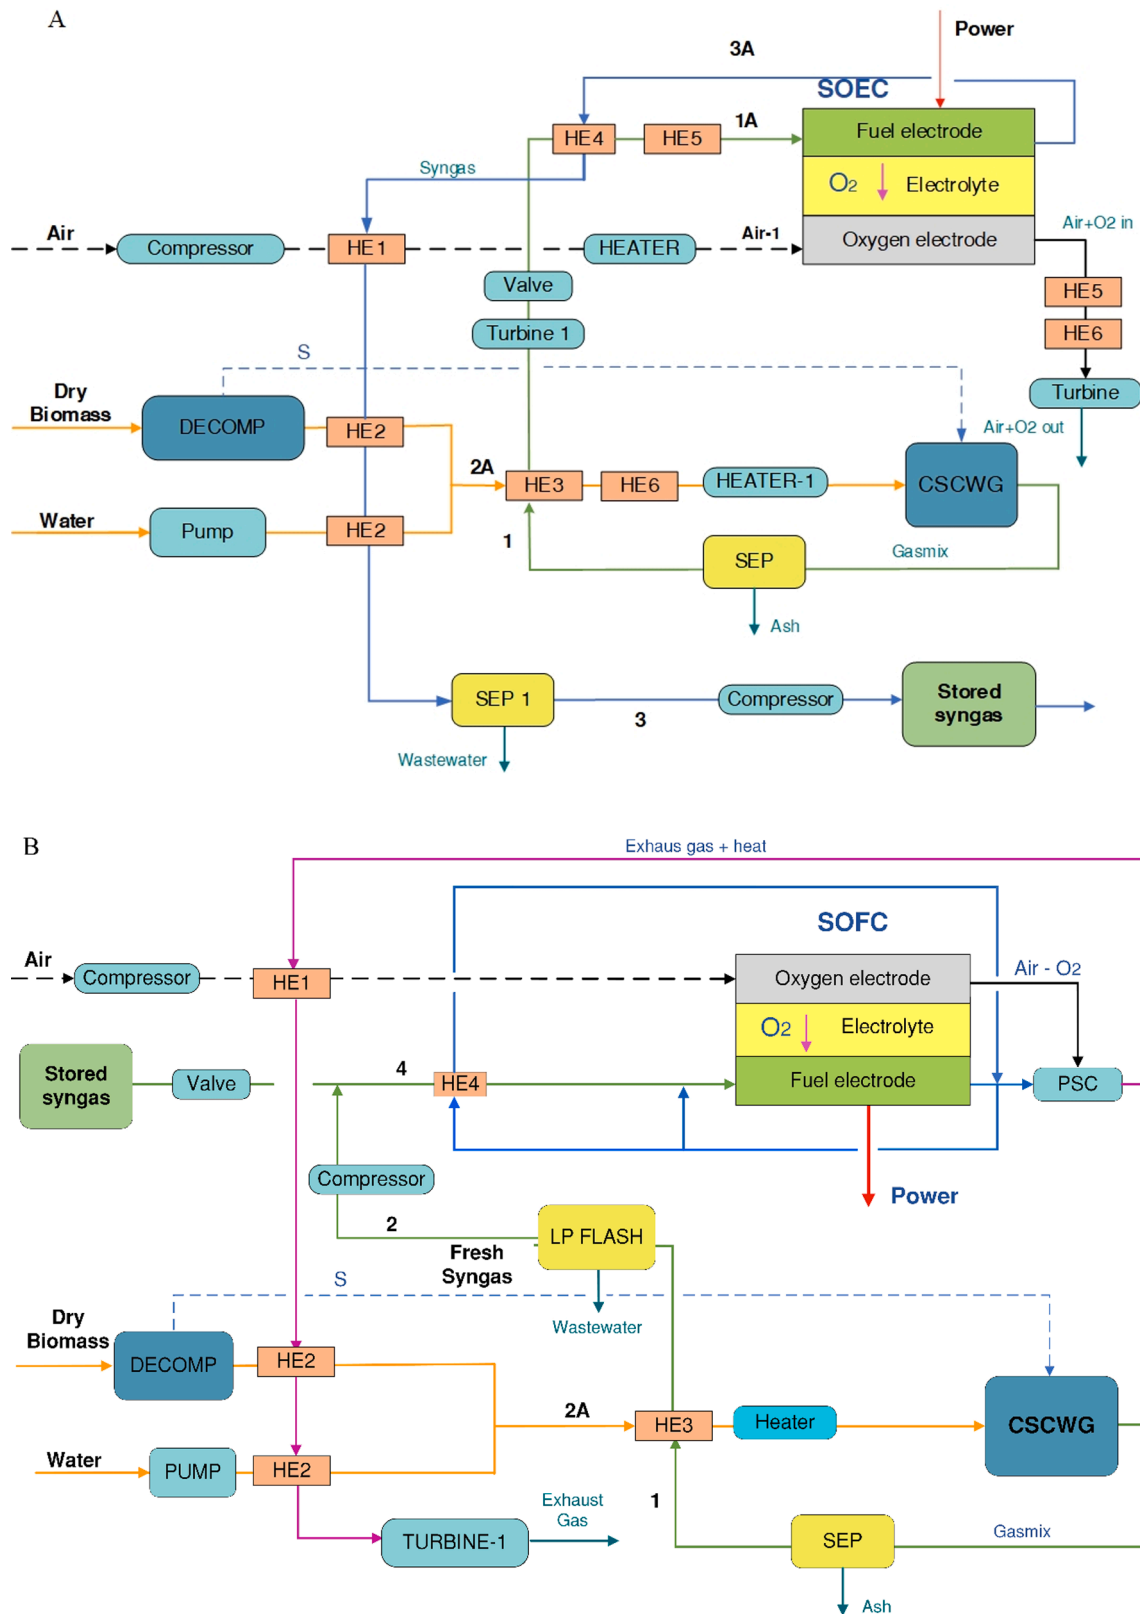 A
Power
3A
SOEC
1A
HE4
HE5
Fuel electrode
Syngas
O2
Electrolyte
Air+O2 in
Air
Compressor
HE1
HEATER
Air-1
Oxygen electrode
Valve
HE5
Turbine 1
HE6
S
Dry
Biomass
DECOMP
HE2
Turbine
Air+O2 out
2A
HE3
HE6
HEATER-1
CSCWG
Water
Pump
HE2
1
SEP
Gasmix
Ash
SEP 1
3
Compressor
Stored
syngas
Wastewater
B
Exhaus gas + heat
SOFC
Air
Compressor
HE1
Oxygen electrode
Air - O2
O2
Electrolyte
Stored
syngas
Valve
4
HE4
Fuel electrode
PSC
Compressor
Power
2
LP FLASH
Fresh
Syngas
S
Wastewater
Dry
Biomass
DECOMP
HE2
2A
HE3
Heater
CSCWG
Water
PUMP
HE2
1
Exhaust
Gas
TURBINE-1
SEP
Gasmix
Ash